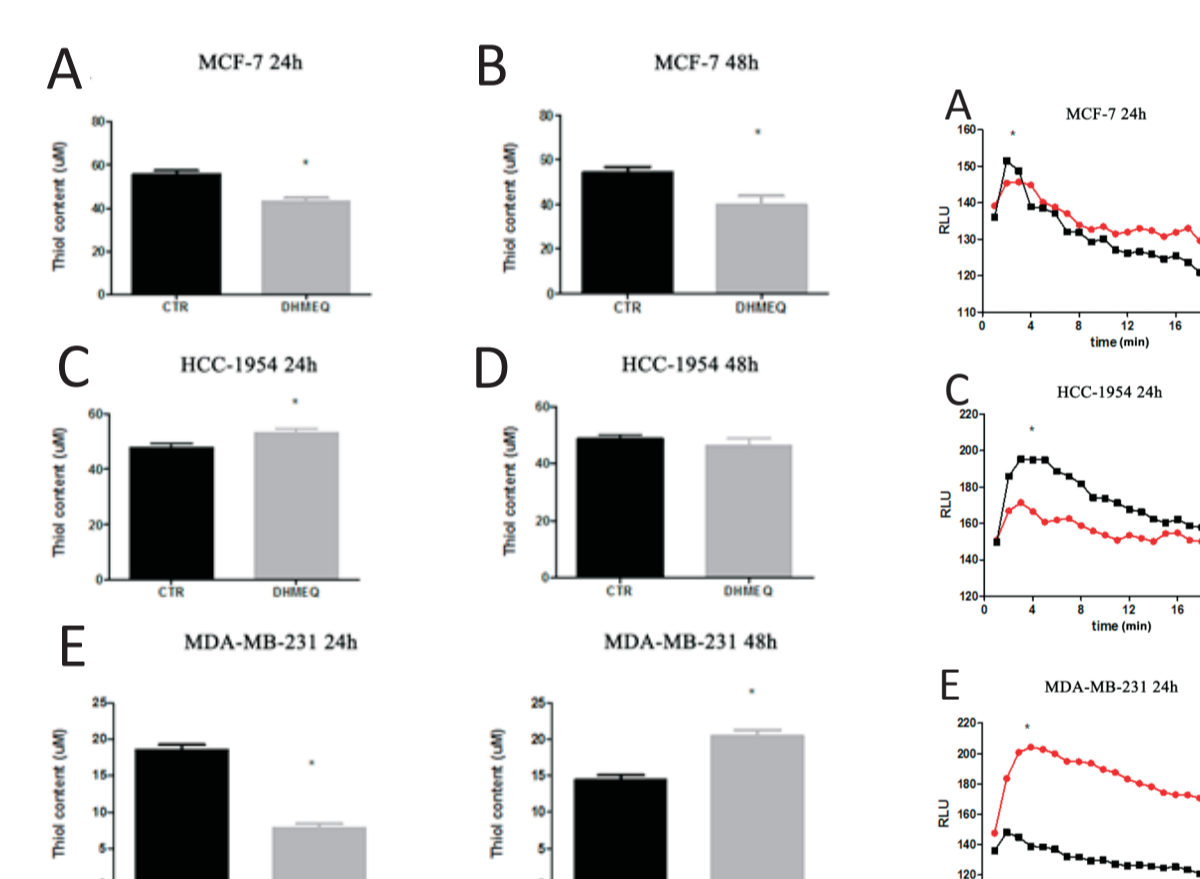 A
MCF-7 24h
Thiol content (uM)
80
60
40
20
0
CTR
DHMEQ
*
B
MCF-7 48h
Thiol content (uM)
80
60
40
20
0
CTR
DHMEQ
*
C
HCC-1954 24h
Thiol content (uM)
60
40
20
0
CTR
DHMEQ
*
D
HCC-1954 48h
Thiol content (uM)
60
40
20
0
CTR
DHMEQ
E
MDA-MB-231 24h
Thiol content (uM)
25
20
15
10
5
*
MDA-MB-231 48h
Thiol content (uM)
25
20
15
10
5
*
A
MCF-7 24h
RLU
160
150
140
130
120
110
0 4 8 12 16
time (min)
*
C
HCC-1954 24h
RLU
220
200
180
160
140
120
0 4 8 12 16
time (min)
*
E
MDA-MB-231 24h
RLU
220
200
180
160
140
120
*